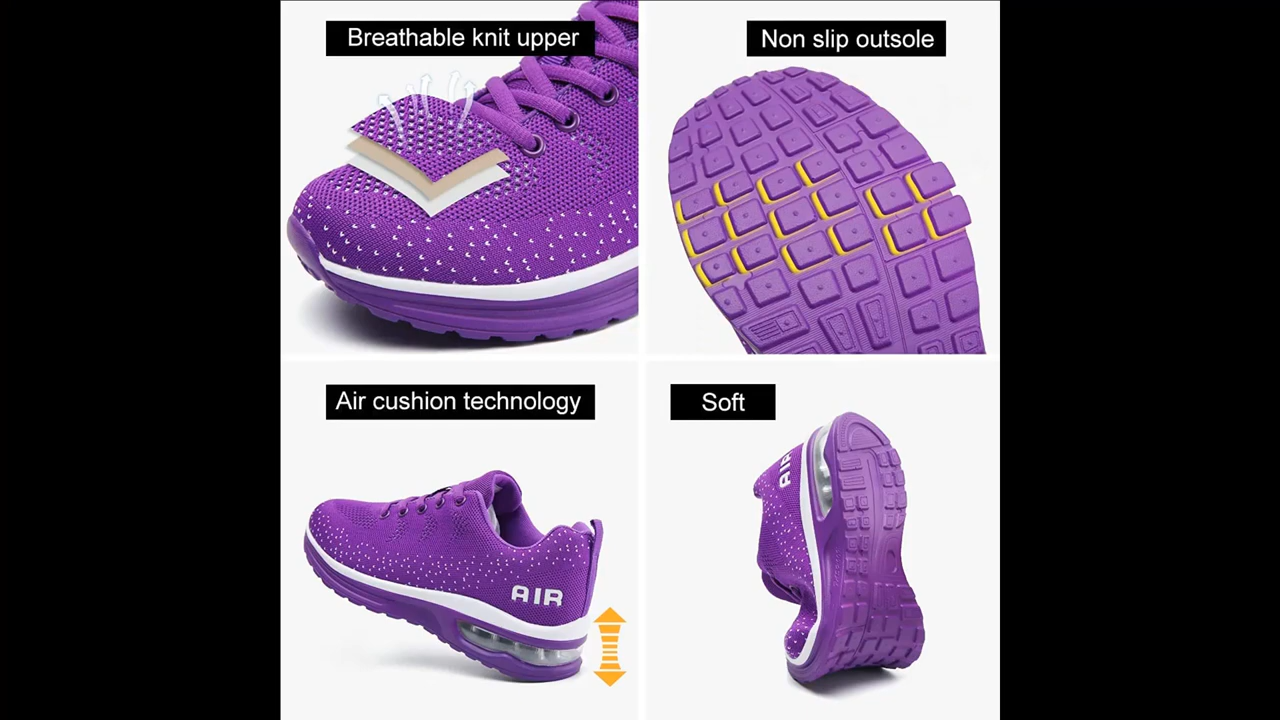 Breathable knit upper
Non slip outsole
Air cushion technology
Soft
AIR
AIR